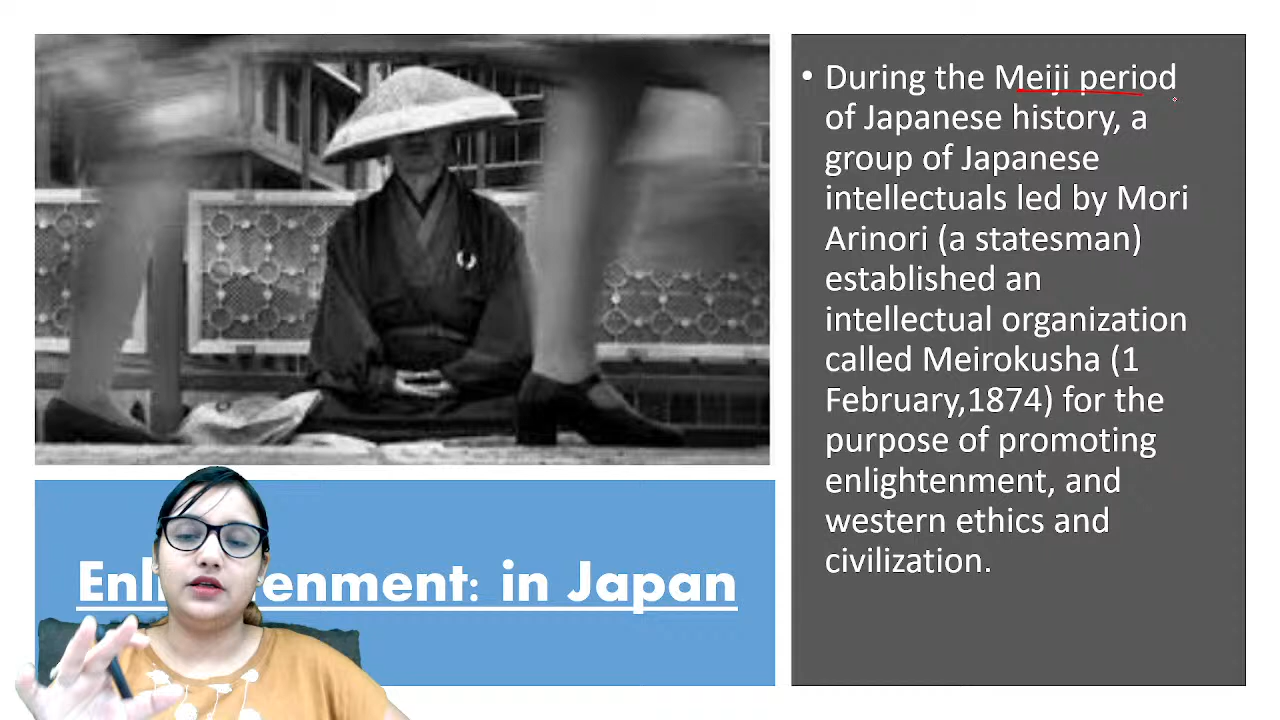 • During the Meiji period
of Japanese history, a
group of Japanese
intellectuals led by Mori
Arinori (a statesman)
established an
intellectual organization
called Meirokusha (1
February,1874) for the
purpose of promoting
enlightenment, and
western ethics and
civilization.
in Japan